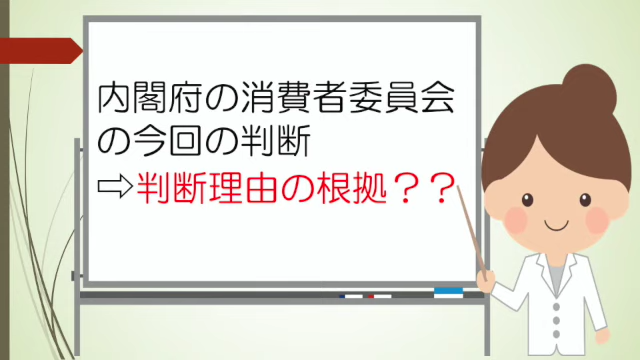 内閣府の消費者委員会
の今回の判断
⇨判断理由の根拠？？